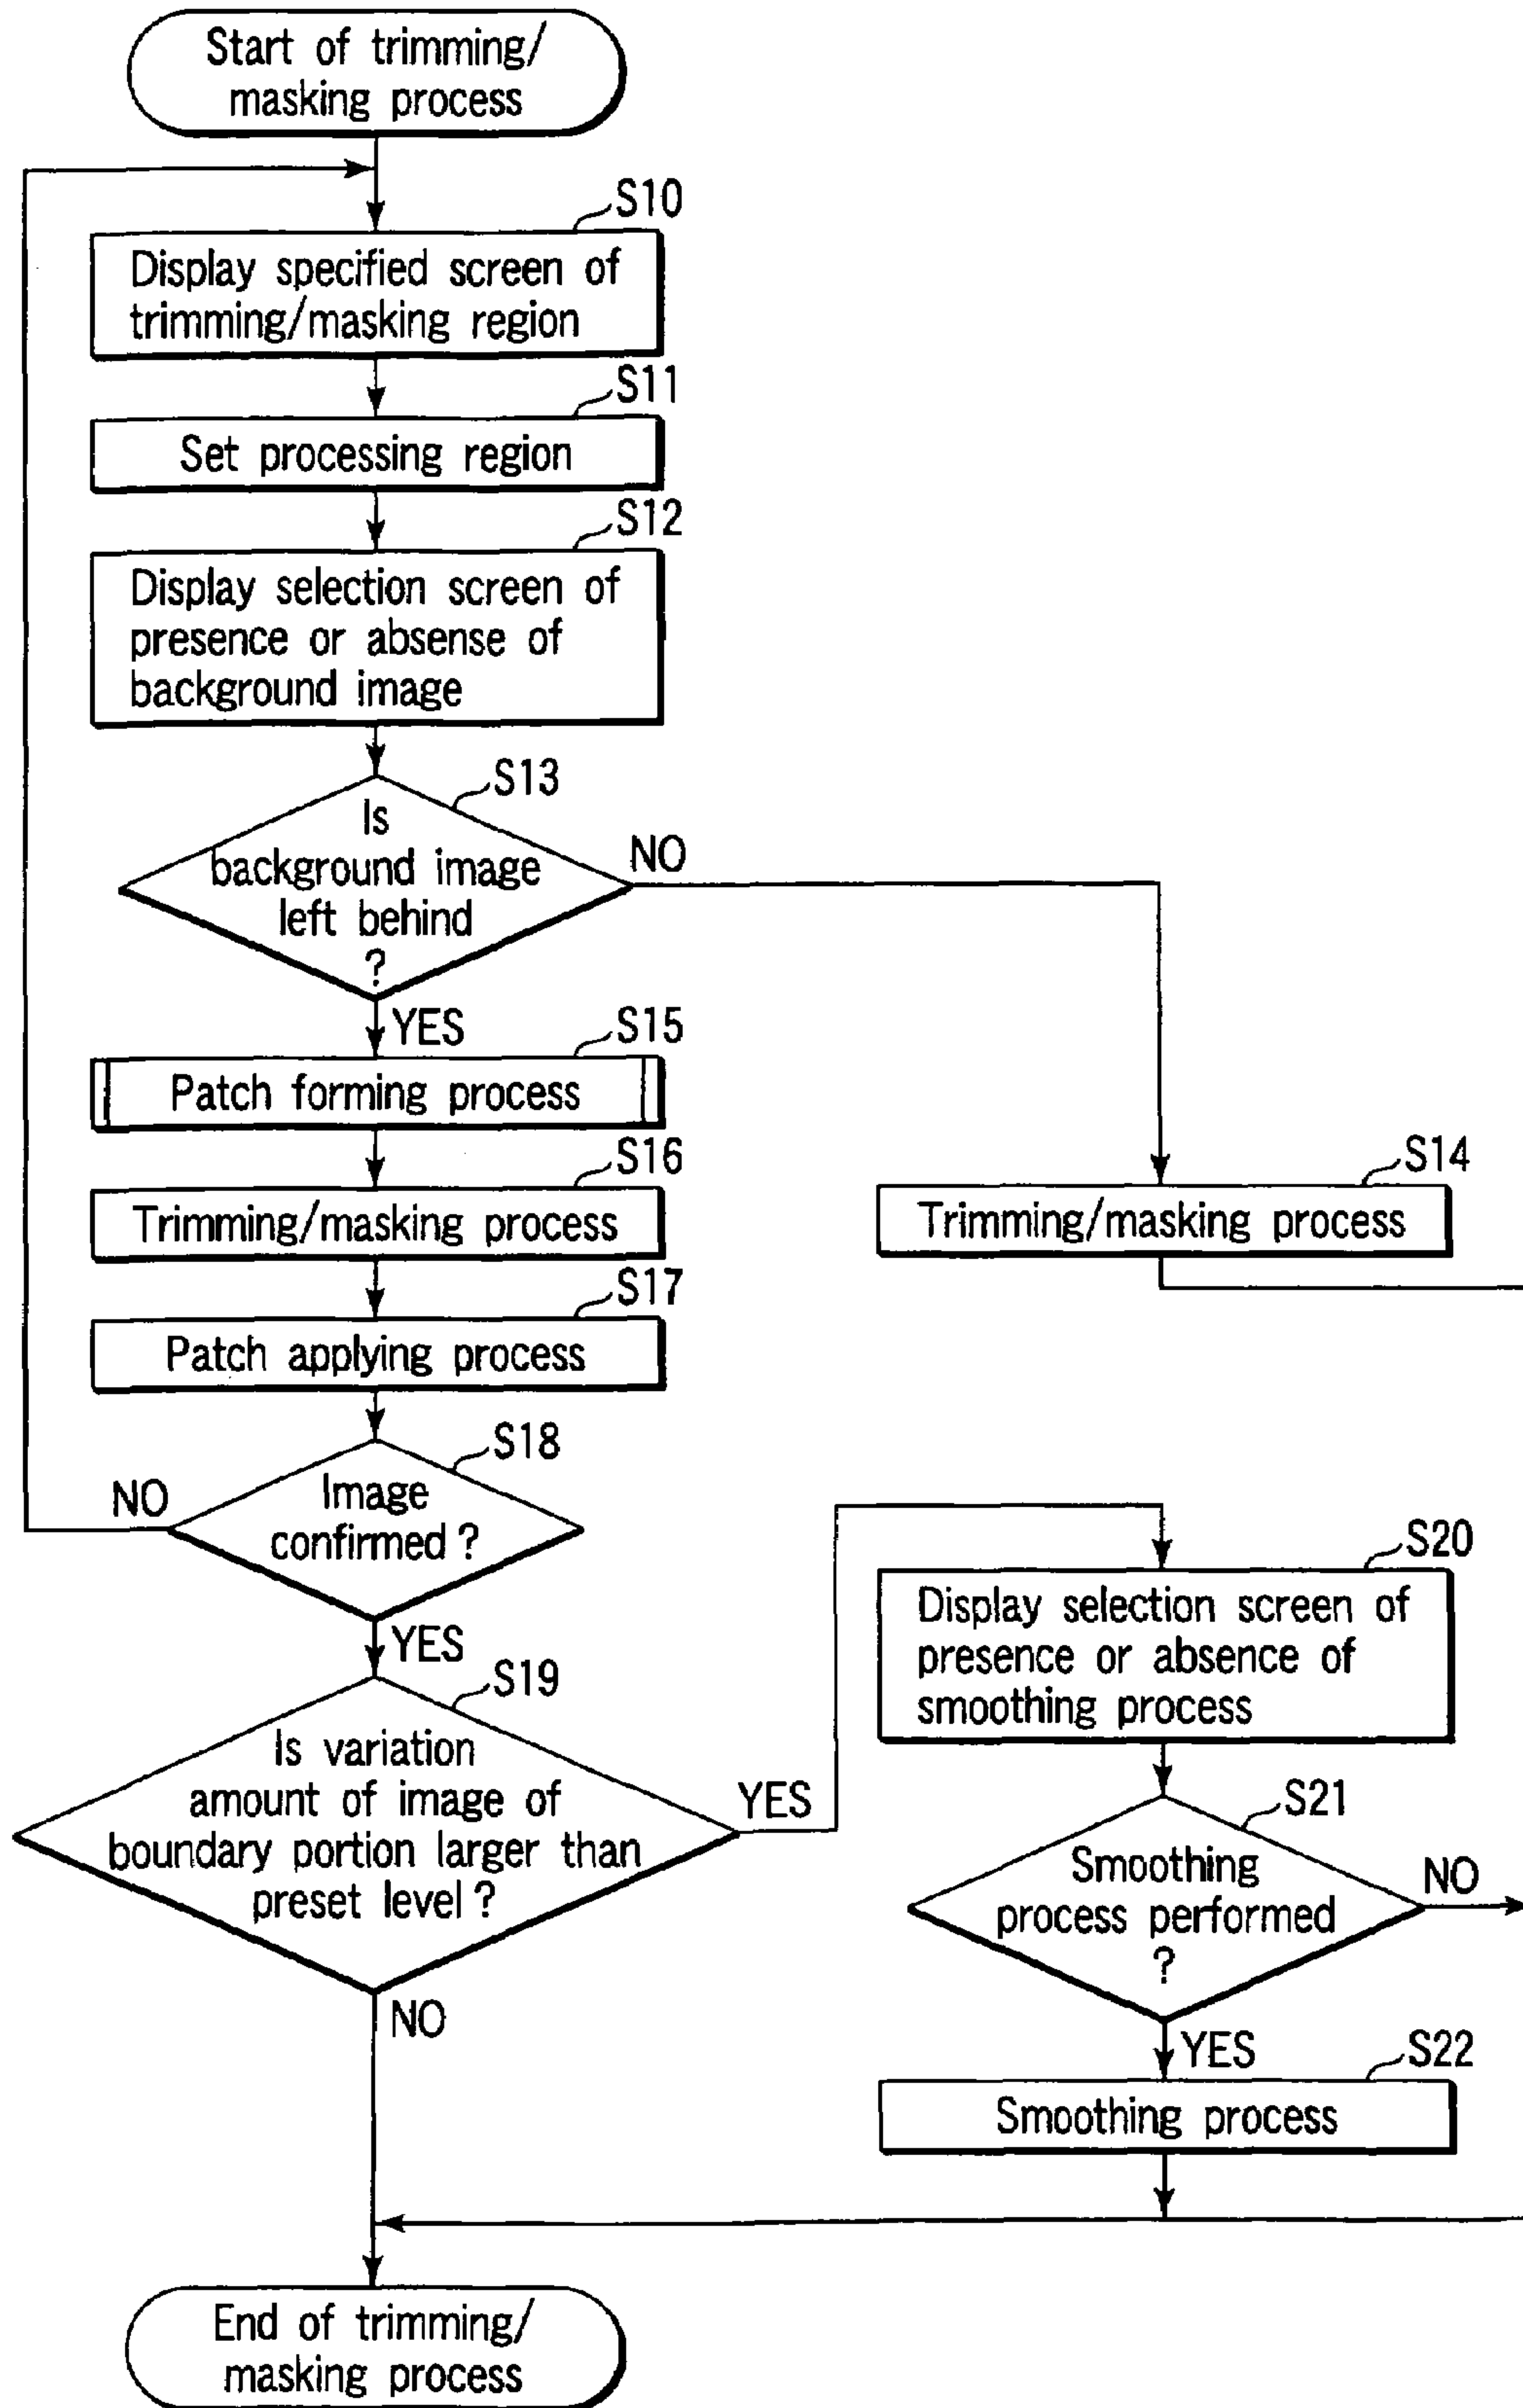 Start of trimming/
masking process
S10
Display specified screen of
trimming/masking region
S11
Set processing region
S12
Display selection screen of
presence or absense of
background image
S13
Is
background image
left behind
?
NO
YES
S15
Patch forming process
S16
Trimming/masking process
S14
Trimming/masking process
S17
Patch applying process
S18
Image
confirmed ?
NO
YES
S19
Is variation
amount of image of
boundary portion larger than
preset level ?
YES
NO
S20
Display selection screen of
presence or absence of
smoothing process
S21
Smoothing
process performed
?
NO
YES
S22
Smoothing process
End of trimming/
masking process